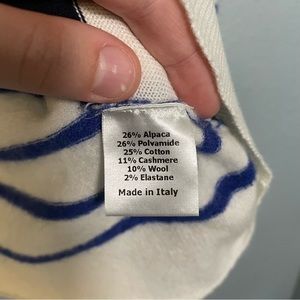 26% Alpaca
26% Polyamide
25% Cotton
11% Cashmere
10% Wool
2% Elastane
Made in Italy